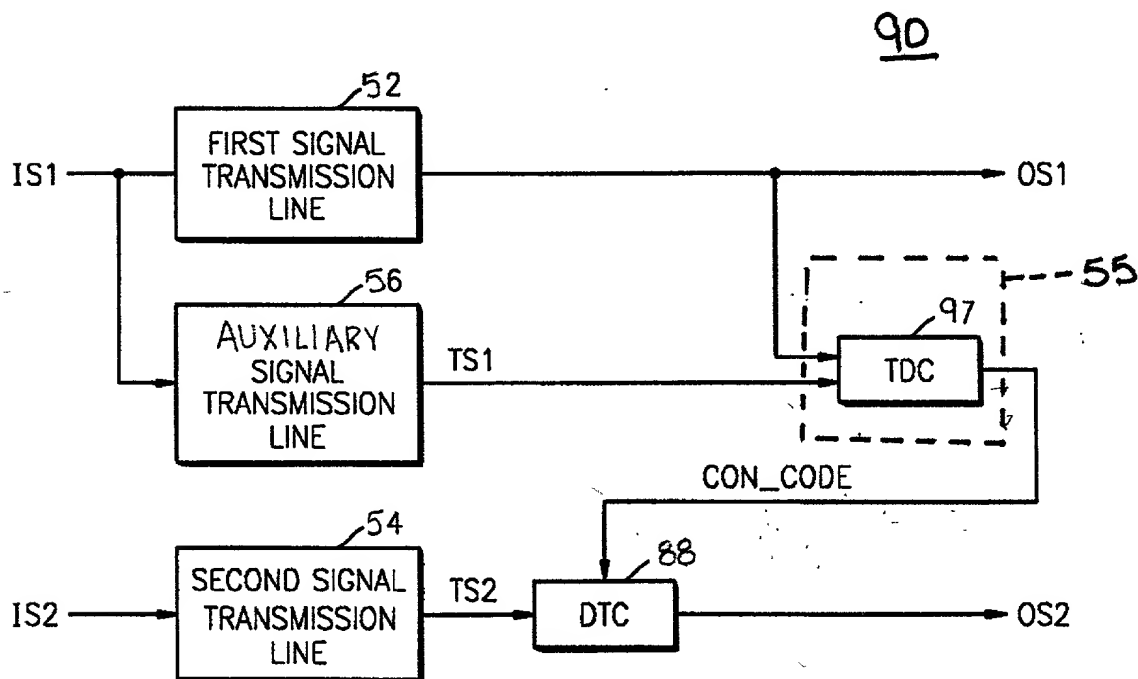 90
52
FIRST SIGNAL
TRANSMISSION
LINE
IS1
OS1
55
56
AUXILIARY
SIGNAL
TRANSMISSION
LINE
TS1
97
TDC
CON_CODE
54
SECOND SIGNAL
TRANSMISSION
LINE
IS2
TS2
88
DTC
OS2